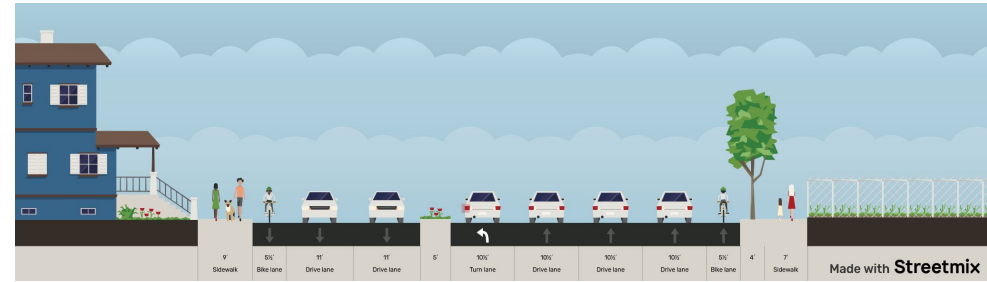 9′
Sidewalk
5½′
Bike lane
11′
Drive lane
11′
Drive lane
5′
10½′
Turn lane
10½′
Drive lane
10½′
Drive lane
10½′
Drive lane
5½′
Bike lane
4′
7′
Sidewalk
Made with Streetmix